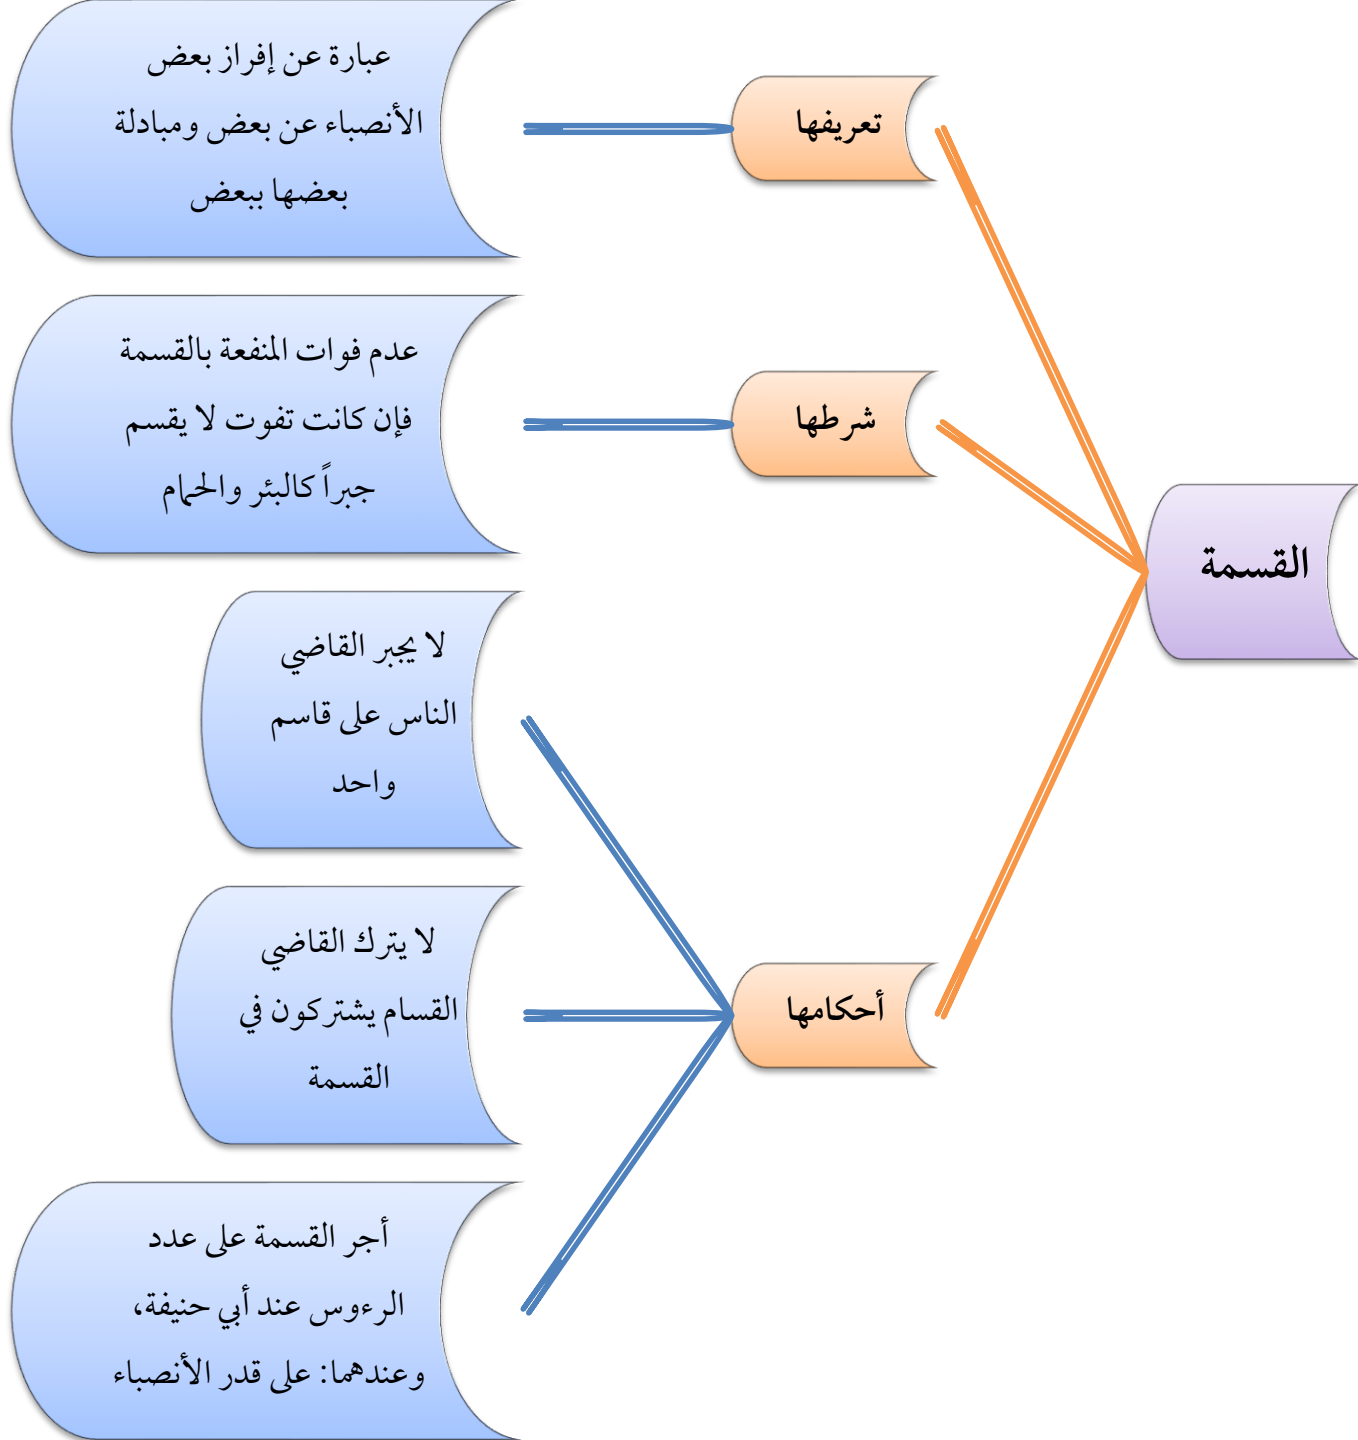 القسمة
تعريفها
عبارة عن إفراز بعض
الأنصباء عن بعض ومبادلة
بعضها ببعض
شرطها
عدم فوات المنفعة بالقسمة
فإن كانت تفوت لا يقسم
جبراً كالبئر والحمام
أحكامها
لا يجبر القاضي
الناس على قاسم
واحد
لا يترك القاضي
القسام يشتركون في
القسمة
أجر القسمة على عدد
الرءوس عند أبي حنيفة،
وعندهما: على قدر الأنصباء